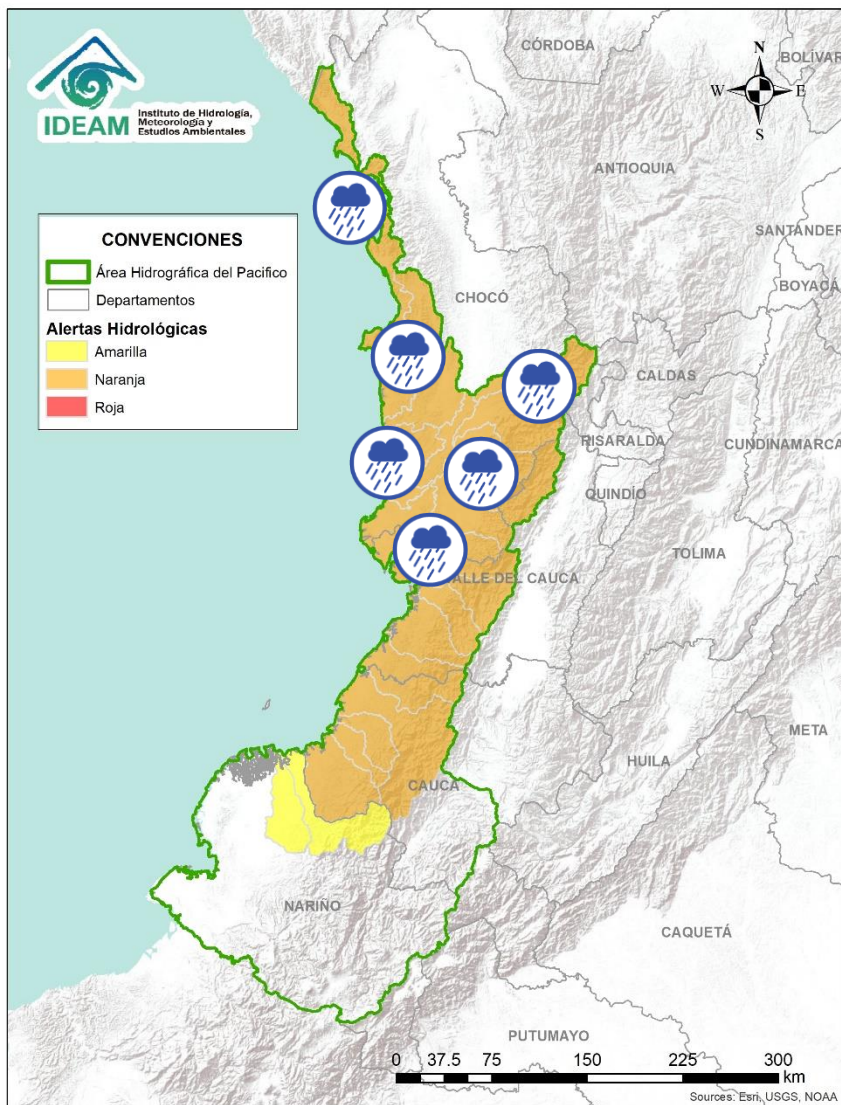 IDEAM
Instituto de Hidrología,
Meteorología y
Estudios Ambientales
N
W
E
S
CÓRDOBA
BOLÍVAR
ANTIOQUIA
SANTANDER
BOYACÁ
CONVENCIONES
Área Hidrográfica del Pacifico
Departamentos
Alertas Hidrológicas
Amarilla
Naranja
Roja
CHOCÓ
CALDAS
RISARALDA
CUNDINAMARCA
QUINDÍO
TOLIMA
ALLE DEL CAUCA
META
HUILA
CAUCA
NARIÑO
CAQUETÁ
PUTUMAYO
0 37.5 75 150 225 300
km
Sources: Esri, USGS, NOAA